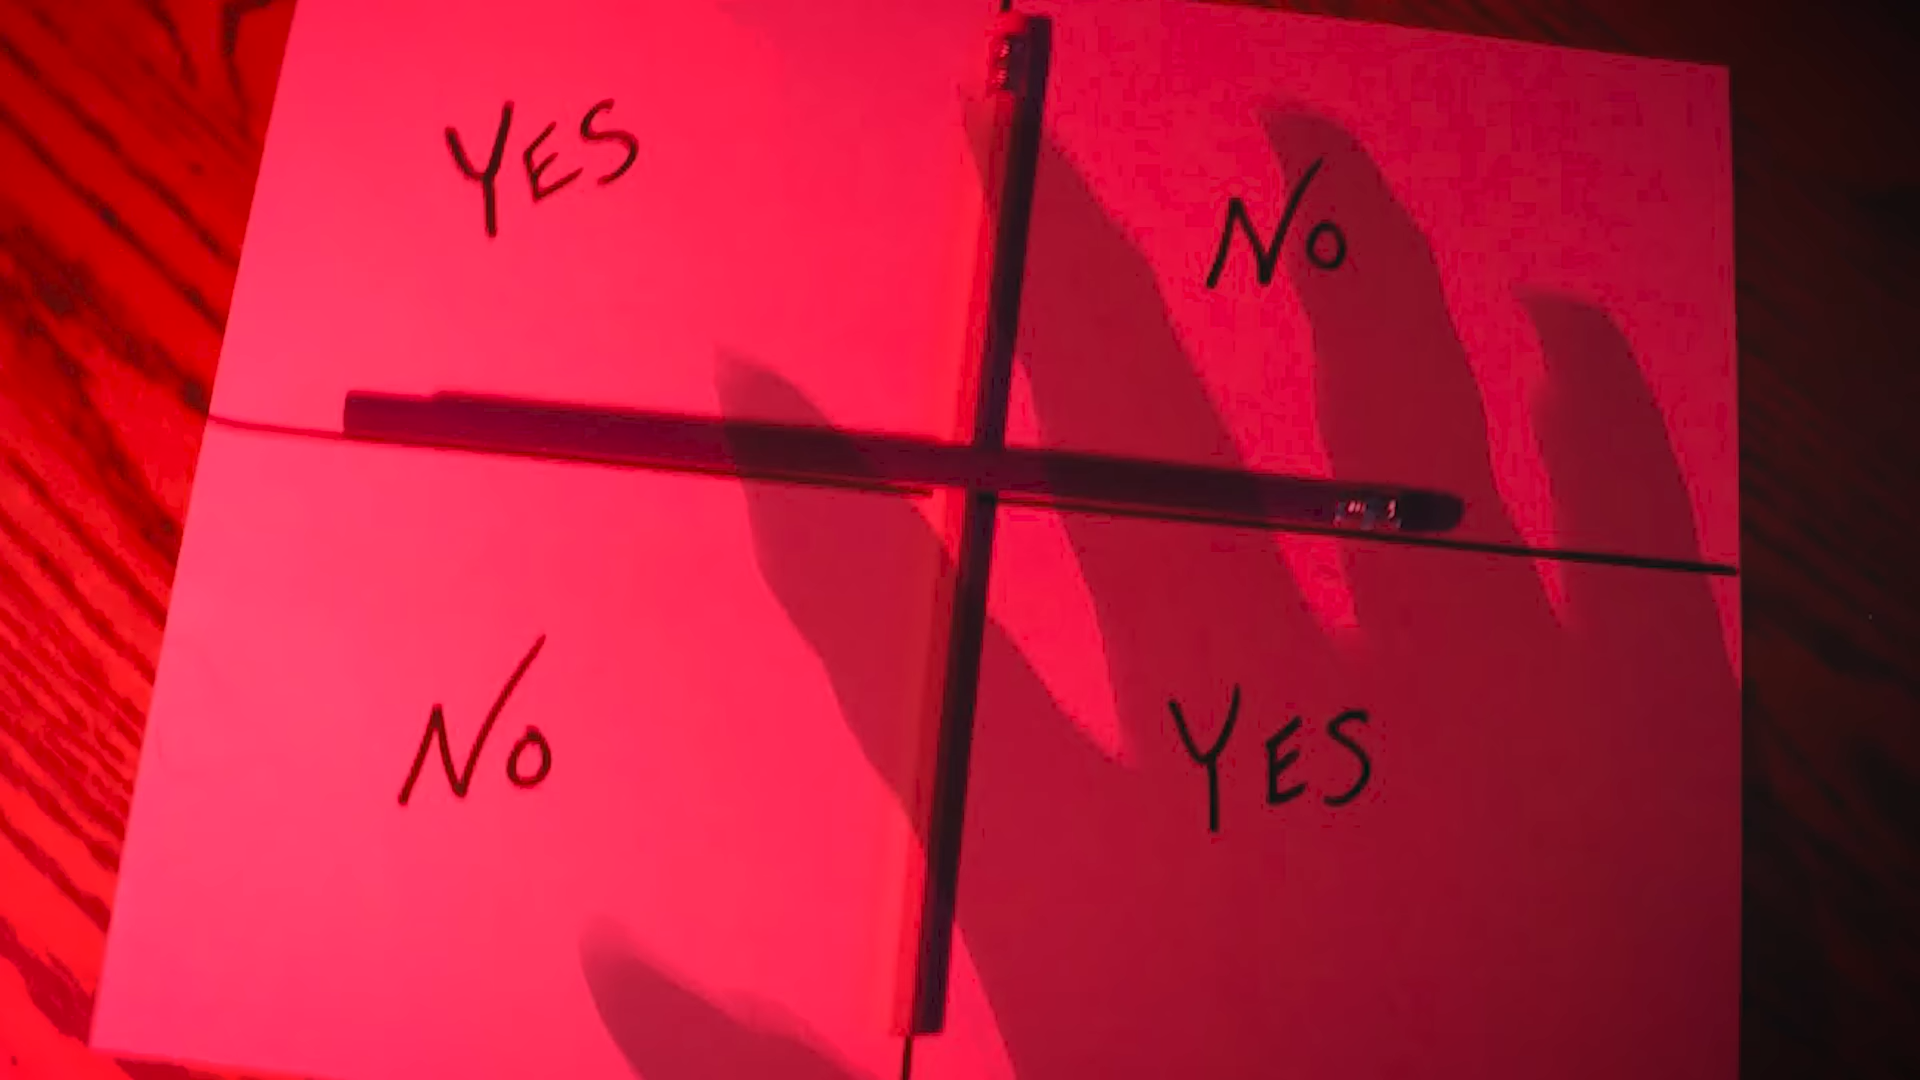 YES NO
NO YES